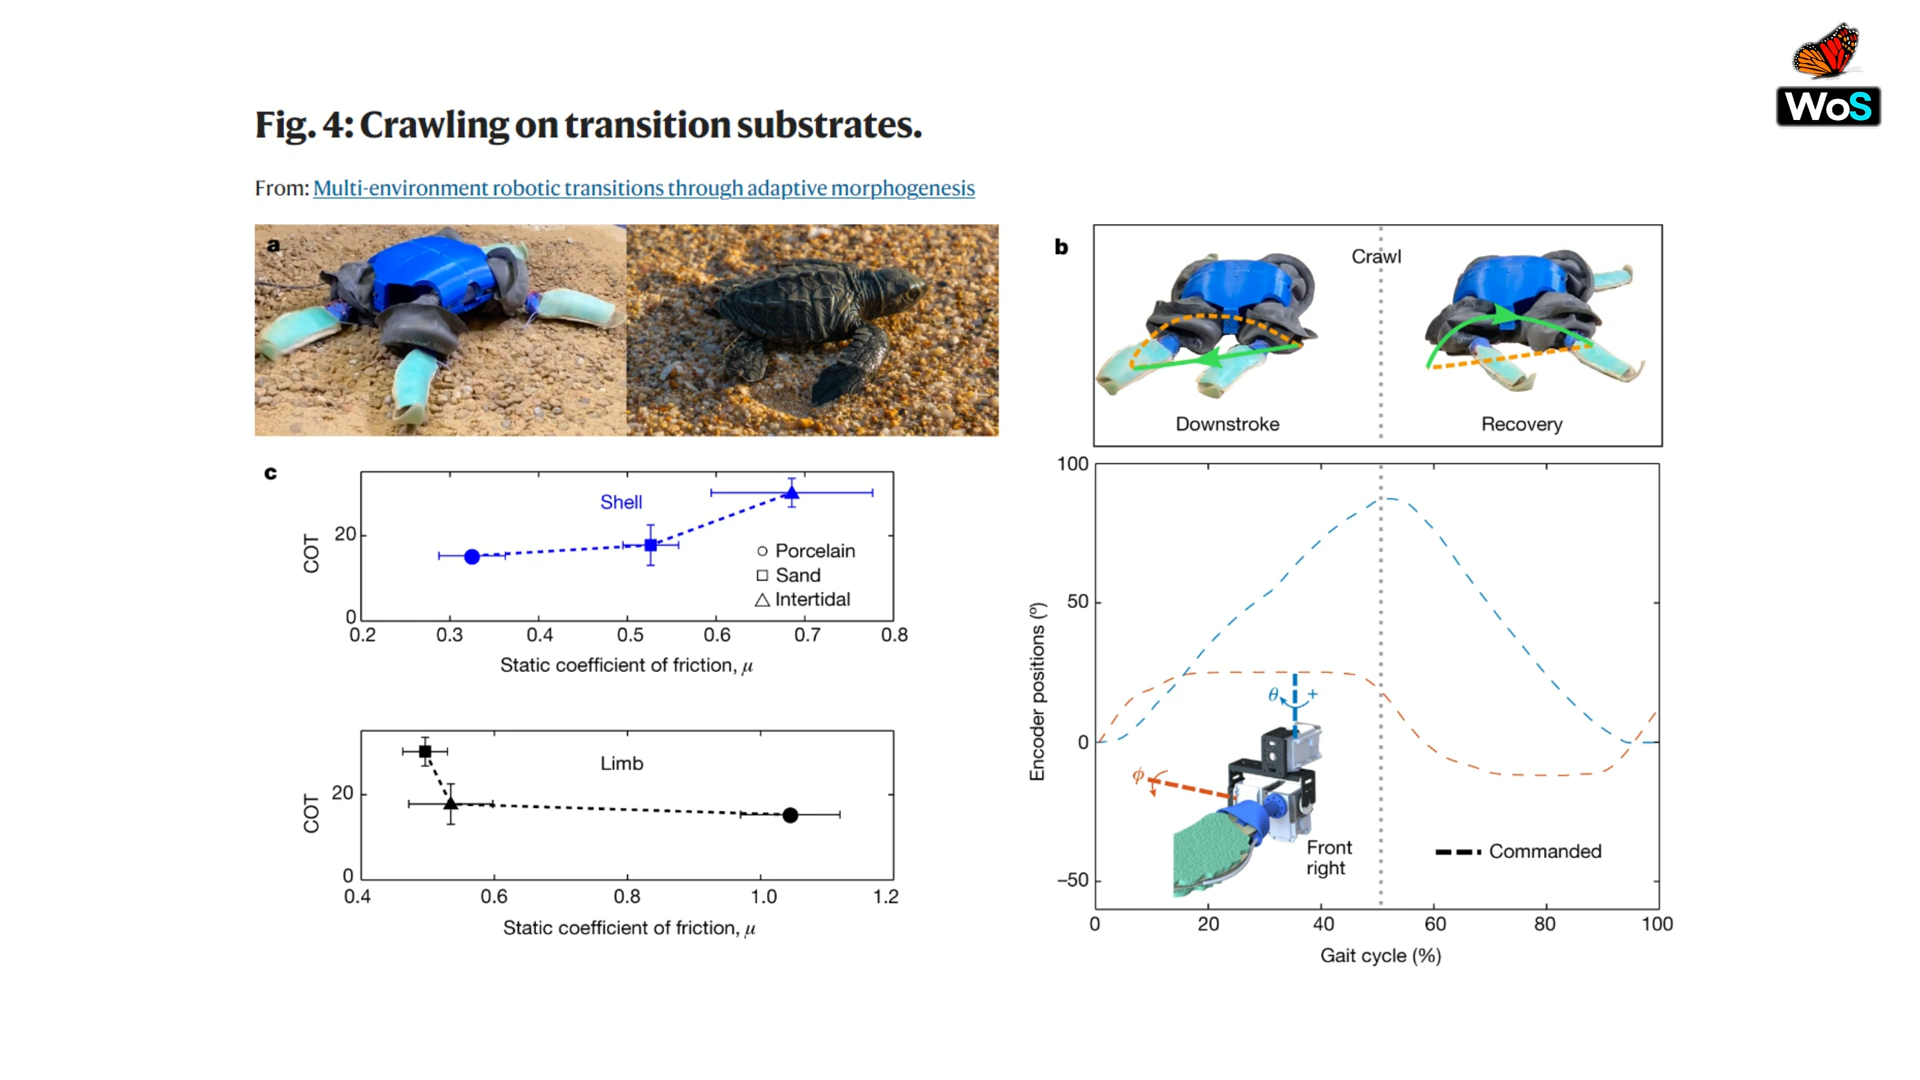 WoS
Fig. 4: Crawling on transition substrates.
From: Multi-environment robotic transitions through adaptive morphogenesis
a
b
Crawl
Downstroke
Recovery
c
COT
20
0
Shell
Porcelain
Sand
Intertidal
0.2 0.3 0.4 0.5 0.6 0.7 0.8
Static coefficient of friction, μ
COT
20
0
Limb
0.4 0.6 0.8 1.0 1.2
Static coefficient of friction, μ
Encoder positions (º)
100
50
0
−50
θ +
ϕ
Front
right
Commanded
0 20 40 60 80 100
Gait cycle (%)